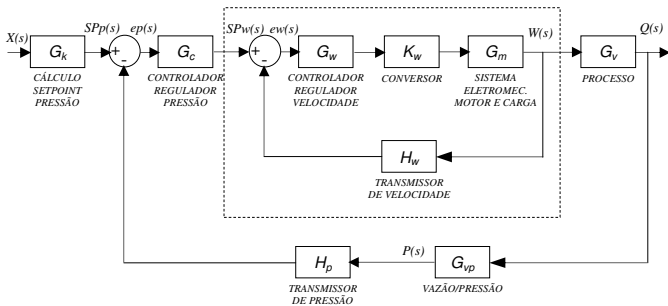 X(s) SPp(s) ep(s) SPw(s) ew(s) W(s) Q(s)
G_k + - G_c + - G_w K_w G_m G_v
CÁLCULO
SETPOINT
PRESSÃO
CONTROLADOR
REGULADOR
PRESSÃO
CONTROLADOR
REGULADOR
VELOCIDADE
CONVERSOR
SISTEMA
ELETROMEC.
MOTOR E CARGA
PROCESSO
H_w
TRANSMISSOR
DE VELOCIDADE
H_p P(s) G_vp
TRANSMISSOR
DE PRESSÃO
VAZÃO/PRESSÃO